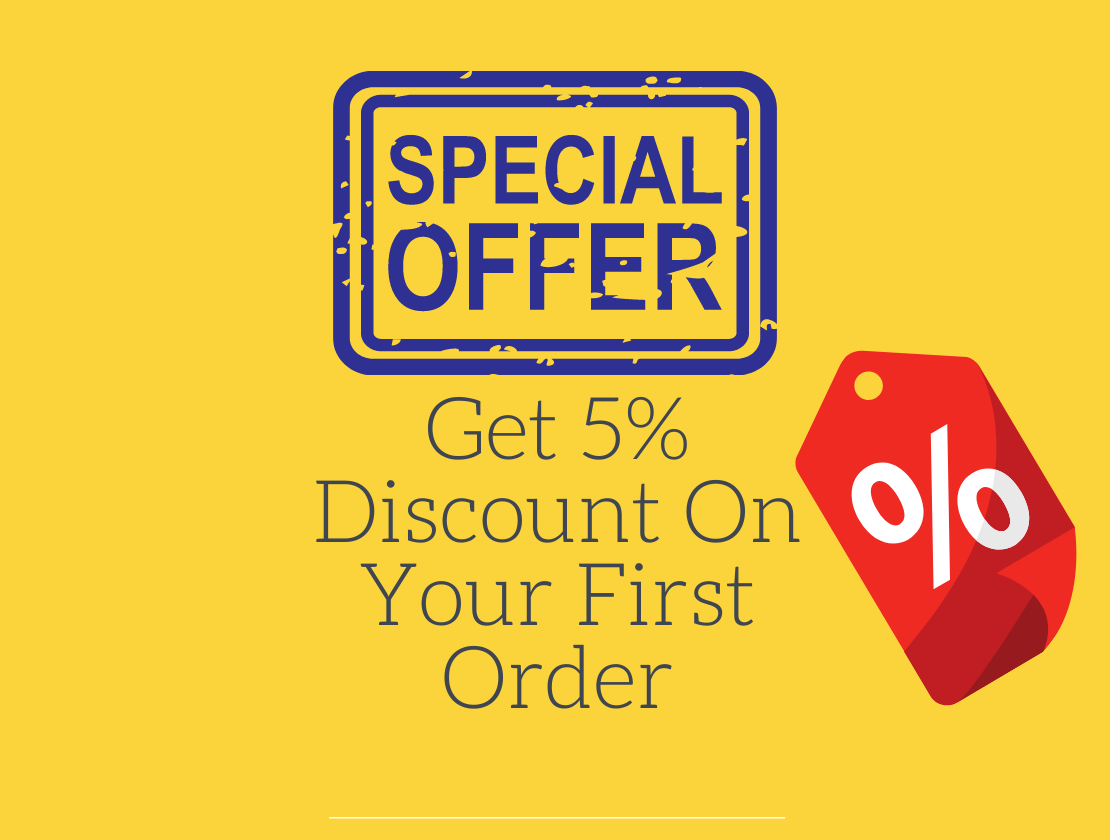 SPECIAL
OFFER
Get 5%
Discount On
Your First
Order
%